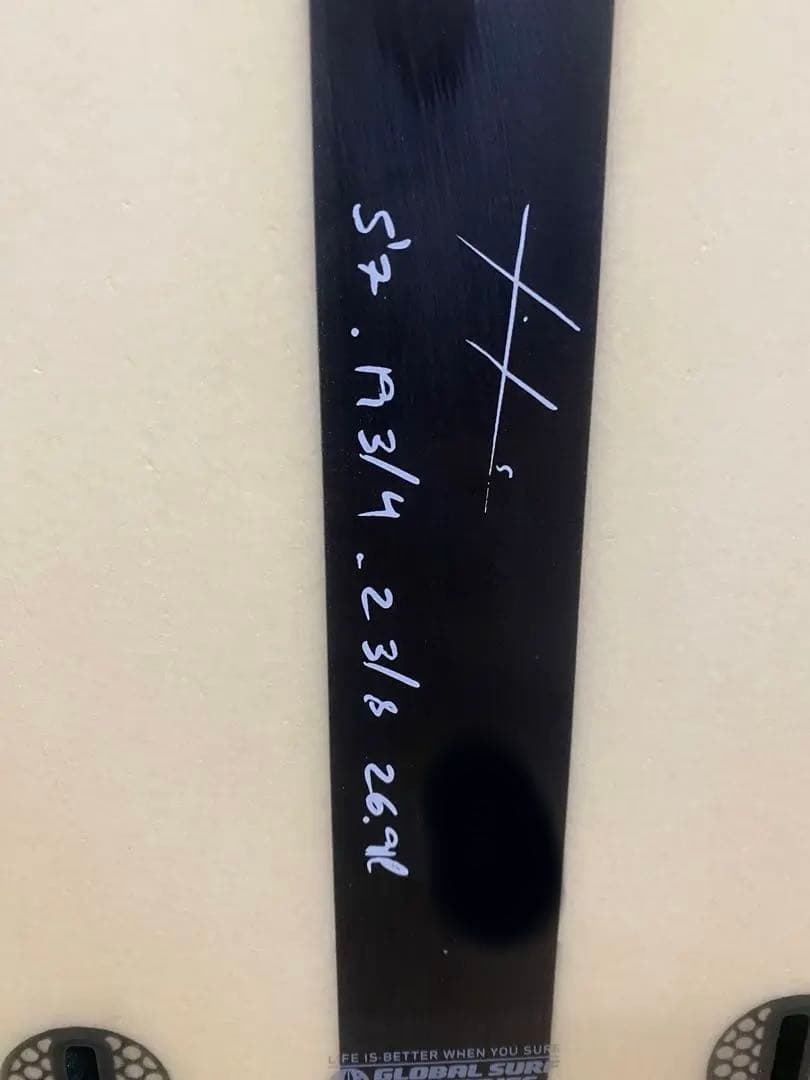 5'7 . 19 3/4 - 2 3/8 26.9l
LIFE IS BETTER WHEN YOU SURF
GLOBAL SURF